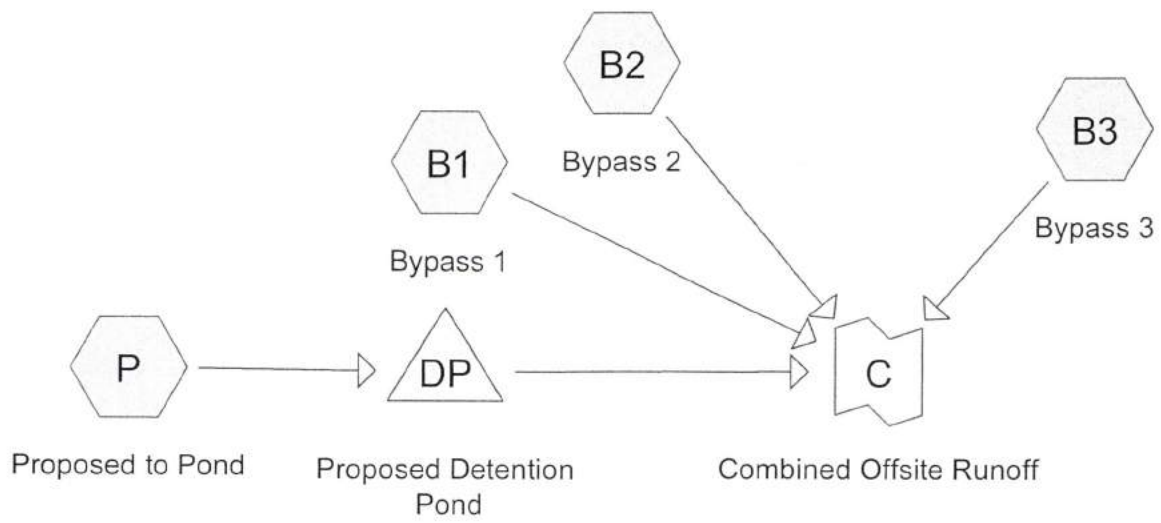 B2
Bypass 2
B3
Bypass 3
B1
Bypass 1
P
Proposed to Pond
DP
Proposed Detention
Pond
C
Combined Offsite Runoff